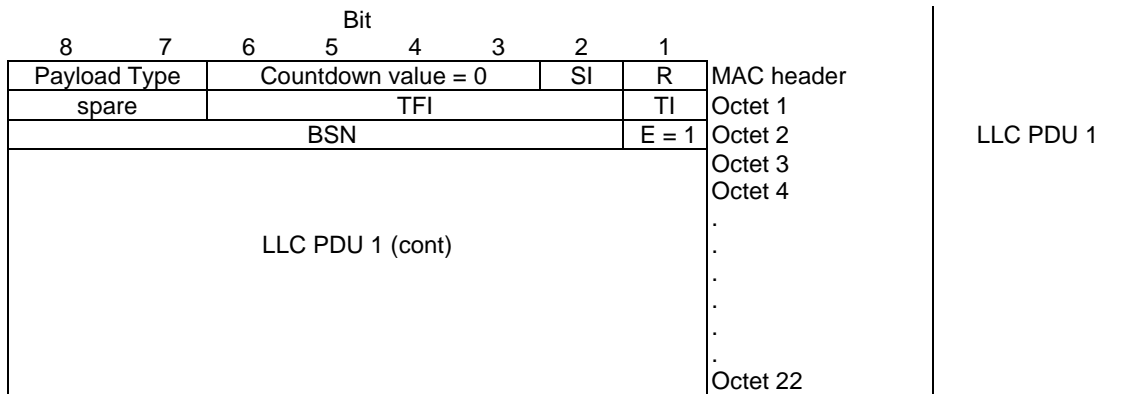 Bit
8 7 6 5 4 3 2 1
Payload Type Countdown value = 0 SI R MAC header
spare TFI TI Octet 1
BSN E = 1 Octet 2 LLC PDU 1
Octet 3
Octet 4
.
LLC PDU 1 (cont) .
.
.
.
.
Octet 22